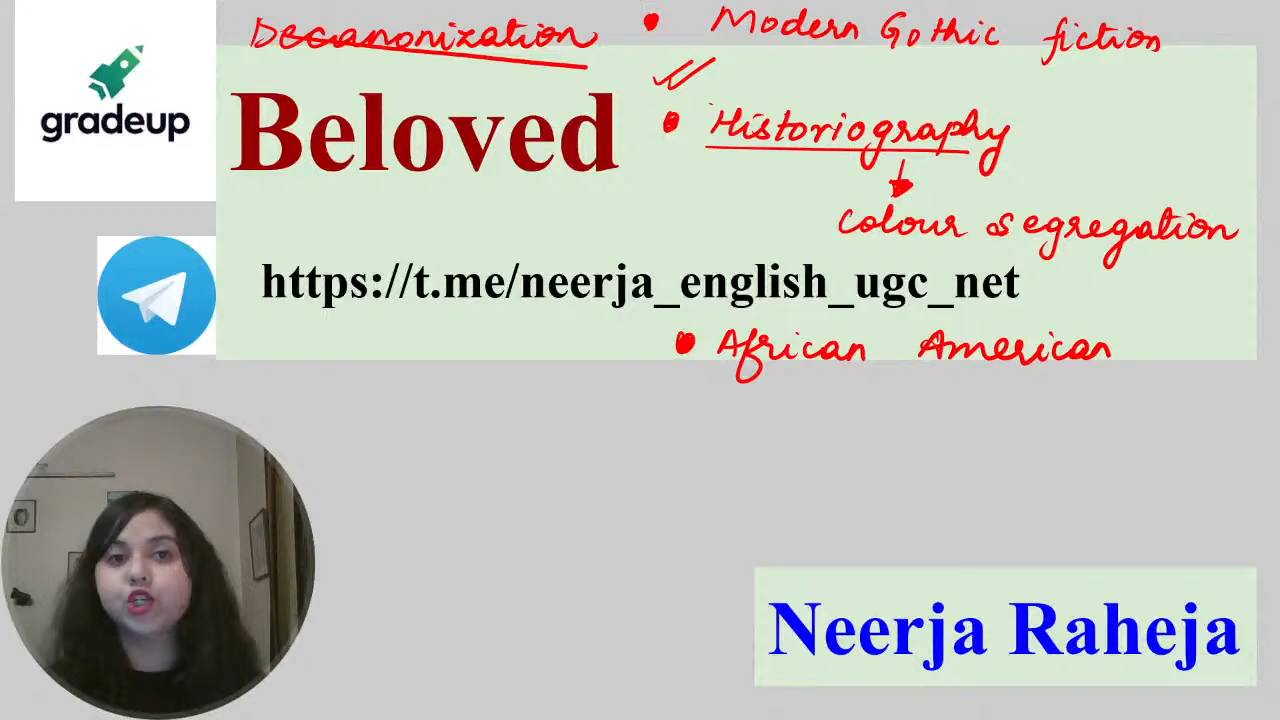 Decanonization • Modern Gothic fiction
gradeup
Beloved
• Historiography
colour segregation
https://t.me/neerja_english_ugc_net
• African American
Neerja Raheja